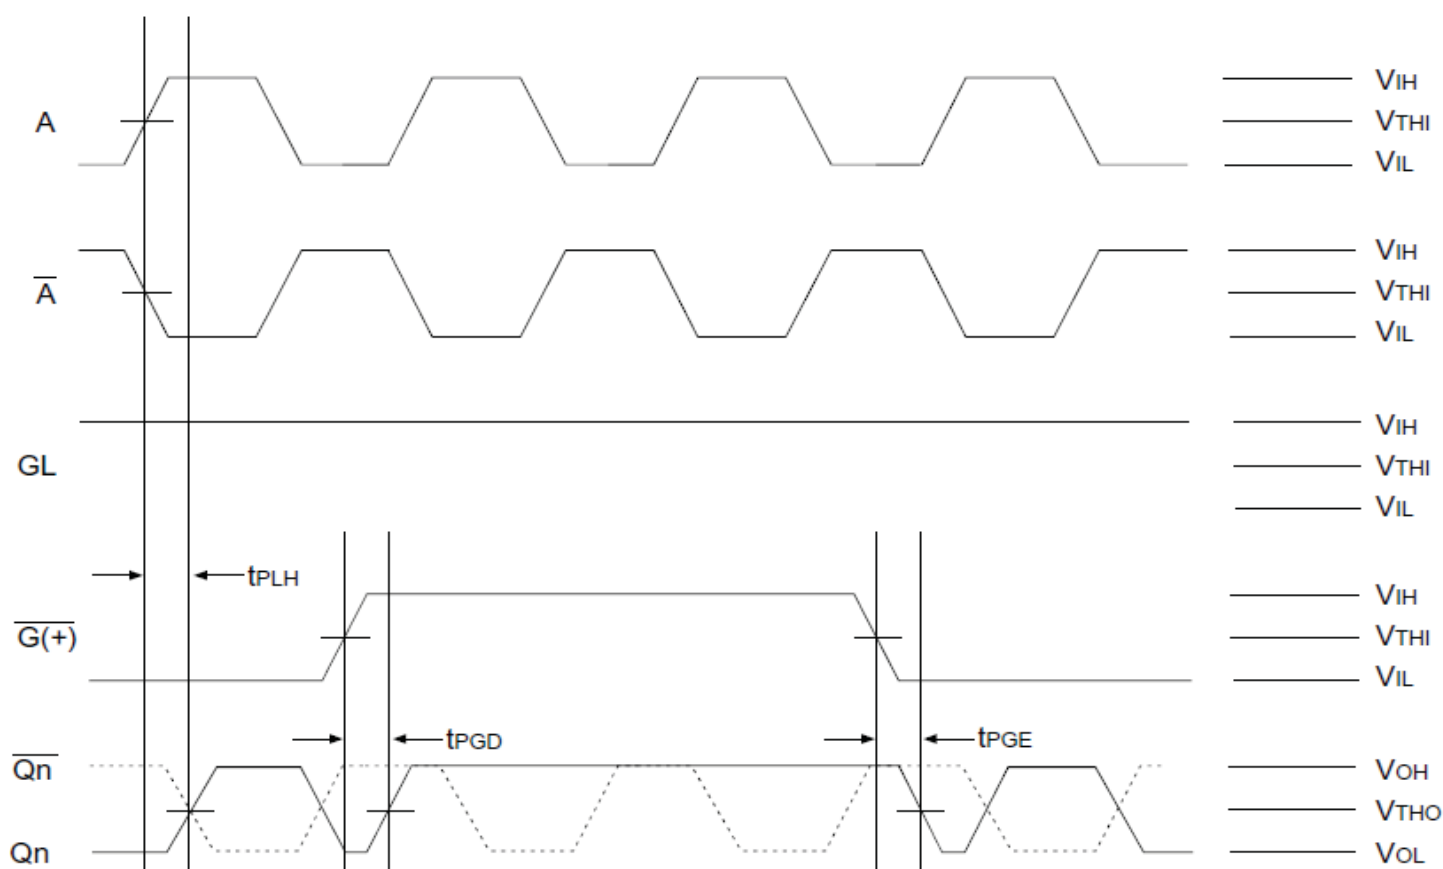 A
VIH
VTHI
VIL
A̅
VIH
VTHI
VIL
GL
VIH
VTHI
VIL
tPLH
G(+)
VIH
VTHI
VIL
tPGD
tPGE
Qn
VOH
VTHO
Qn
VOL